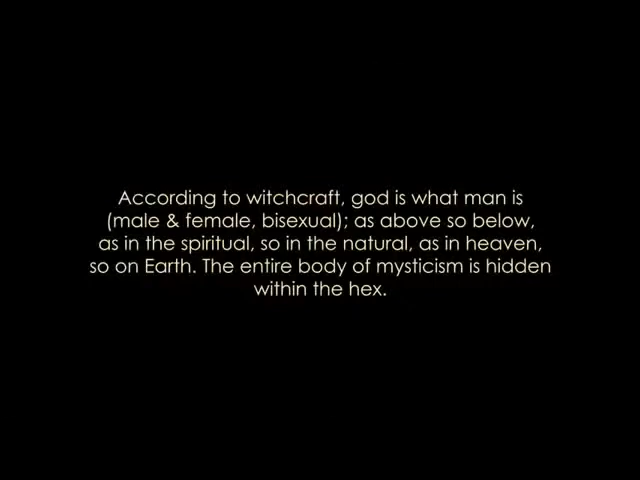 According to witchcraft, god is what man is
(male & female, bisexual); as above so below,
as in the spiritual, so in the natural, as in heaven,
so on Earth. The entire body of mysticism is hidden
within the hex.